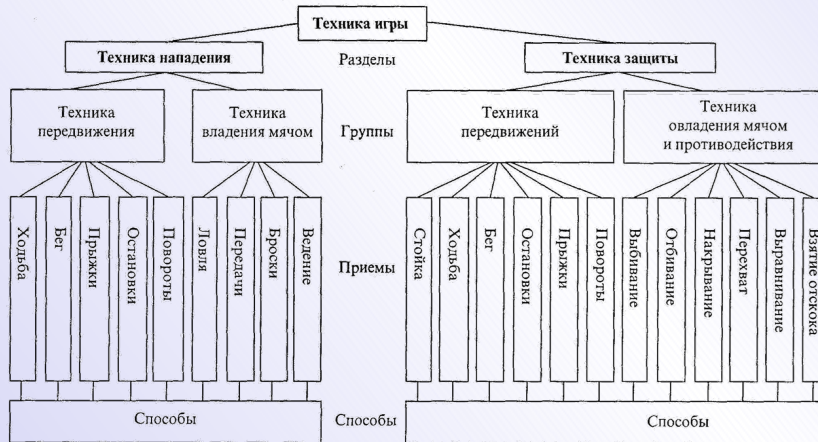 Техника игры
Техника нападения
Разделы
Техника защиты
Техника
передвижения
Техника
владения мячом
Группы
Техника
передвижений
Техника
овладения мячом
и противодействия
Ходьба
Бег
Прыжки
Остановки
Повороты
Ловля
Передачи
Броски
Ведение
Приемы
Стойка
Ходьба
Бег
Остановки
Прыжки
Повороты
Выбивание
Отбивание
Накрывание
Перехват
Выравнивание
Взятие отскока
Способы
Способы
Способы